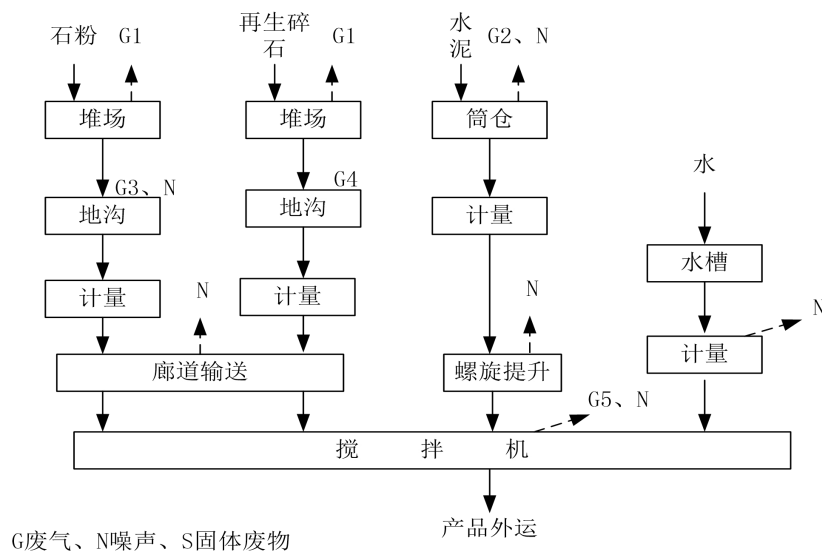 石粉
G1
再生碎
石
G1
水
泥
G2、N
堆场
堆场
筒仓
水
G3、N
G4
地沟
地沟
计量
水槽
N
N
N
计量
计量
计量
廊道输送
螺旋提升
G5、N
搅 拌 机
产品外运
G废气、N噪声、S固体废物